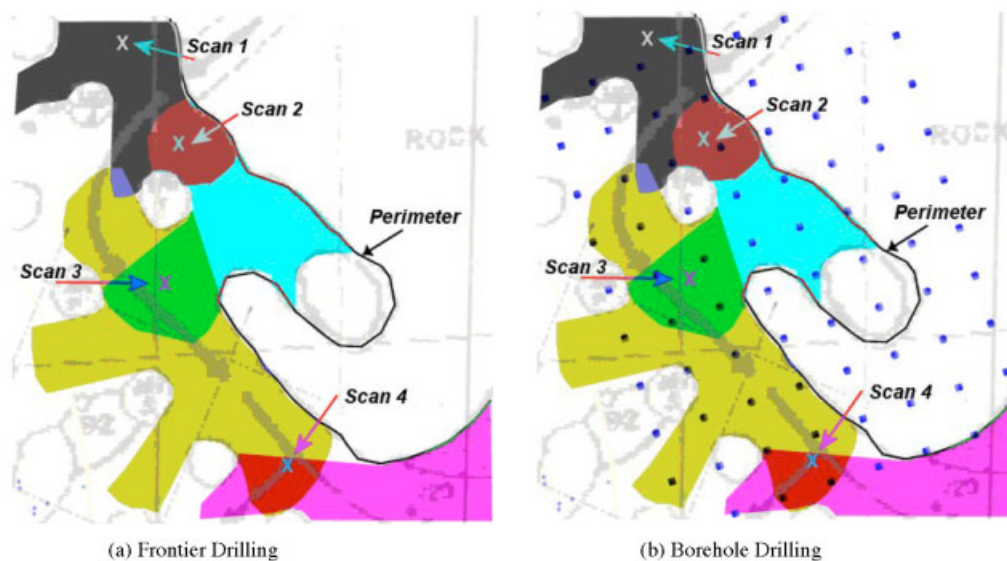 Scan 1
Scan 2
ROCK
Perimeter
Scan 3
Scan 4
(a) Frontier Drilling
Scan 1
Scan 2
ROCK
Perimeter
Scan 3
Scan 4
(b) Borehole Drilling